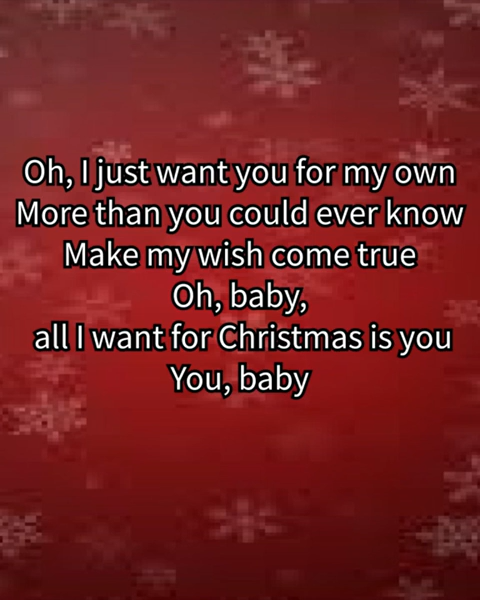 Oh, I just want you for my own
More than you could ever know
Make my wish come true
Oh, baby,
all I want for Christmas is you
You, baby